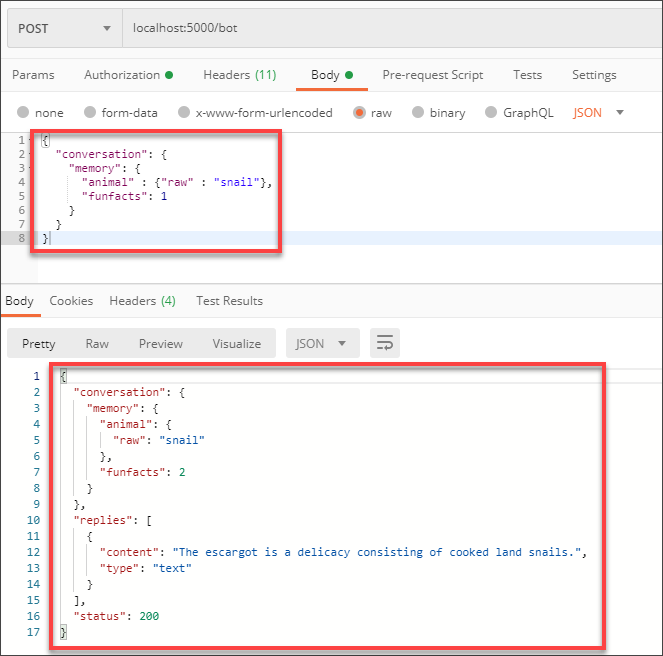 POST localhost:5000/bot
Params Authorization Headers (11) Body Pre-request Script Tests Settings
none form-data x-www-form-urlencoded raw binary GraphQL JSON
1 {
2 "conversation": {
3 "memory": {
4 "animal" : {"raw" : "snail"},
5 "funfacts": 1
6 }
7 }
8 }
Body Cookies Headers (4) Test Results
Pretty Raw Preview Visualize JSON
1 {
2 "conversation": {
3 "memory": {
4 "animal": {
5 "raw": "snail"
6 },
7 "funfacts": 2
8 }
9 },
10 "replies": [
11 {
12 "content": "The escargot is a delicacy consisting of cooked land snails.",
13 "type": "text"
14 }
15 ],
16 "status": 200
17 }